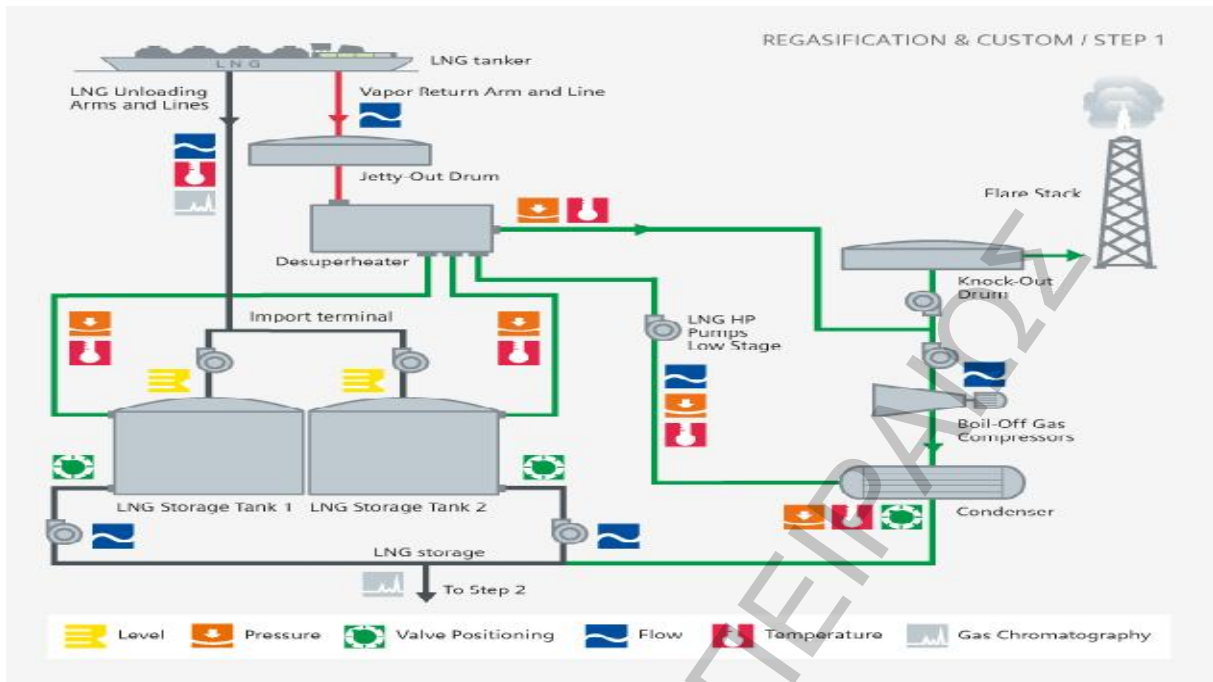 REGASIFICATION & CUSTOM / STEP 1
LNG
LNG tanker
LNG Unloading
Arms and Lines
Vapor Return Arm and Line
Jetty-Out Drum
Flare Stack
Desuperheater
Knock-Out
Drum
Import terminal
LNG HP
Pumps
Low Stage
Boil-Off Gas
Compressors
LNG Storage Tank 1
LNG Storage Tank 2
Condenser
LNG storage
To Step 2
Level
Pressure
Valve Positioning
Flow
Temperature
Gas Chromatography